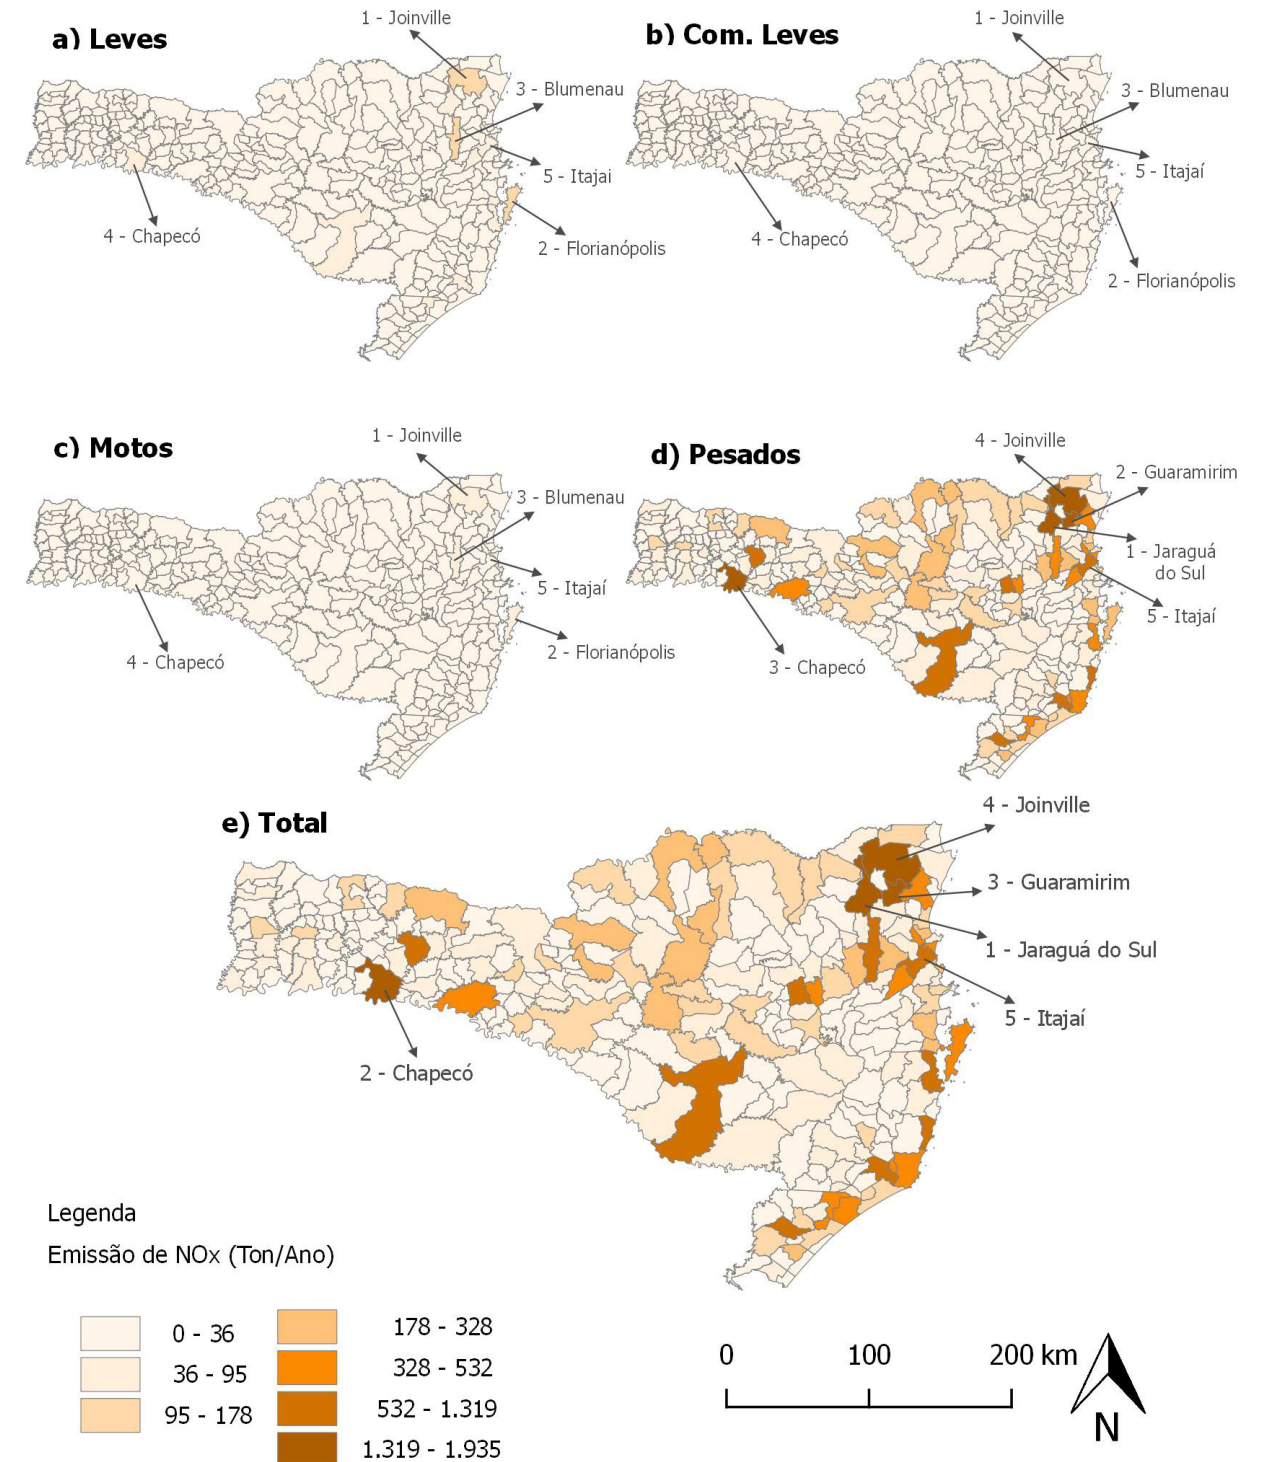 a) Leves
1 - Joinville
3 - Blumenau
5 - Itajai
2 - Florianópolis
4 - Chapecó
b) Com. Leves
1 - Joinville
3 - Blumenau
5 - Itajaí
2 - Florianópolis
4 - Chapecó
c) Motos
1 - Joinville
3 - Blumenau
5 - Itajaí
2 - Florianópolis
4 - Chapecó
d) Pesados
4 - Joinville
2 - Guaramirim
1 - Jaraguá
do Sul
5 - Itajaí
3 - Chapecó
e) Total
4 - Joinville
3 - Guaramirim
1 - Jaraguá do Sul
5 - Itajaí
2 - Chapecó
Legenda
Emissão de NOx (Ton/Ano)
0 - 36
36 - 95
95 - 178
178 - 328
328 - 532
532 - 1.319
1.319 - 1.935
0 100 200 km
N